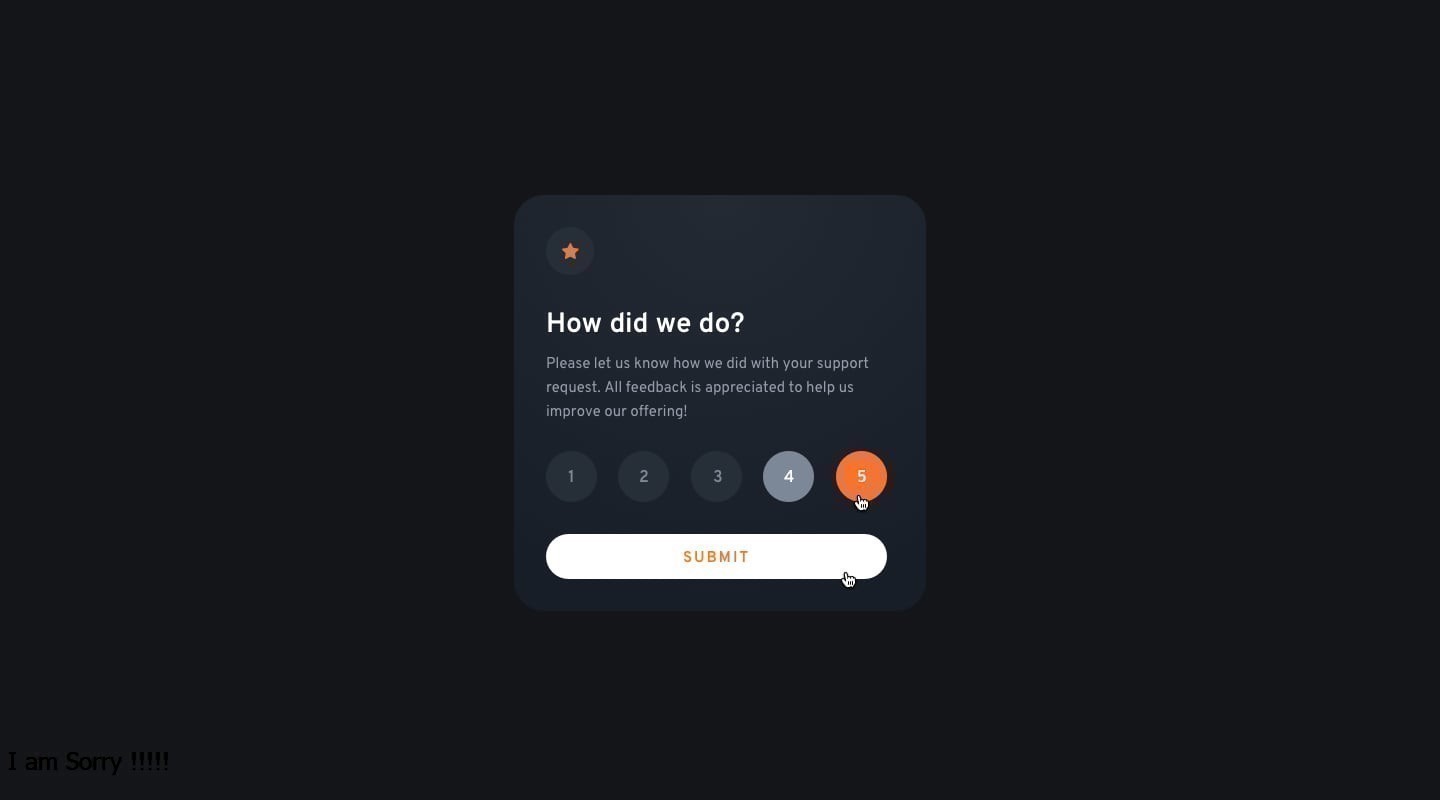 How did we do?
Please let us know how we did with your support
request. All feedback is appreciated to help us
improve our offering!
1 2 3 4 5
SUBMIT
I am Sorry !!!!!